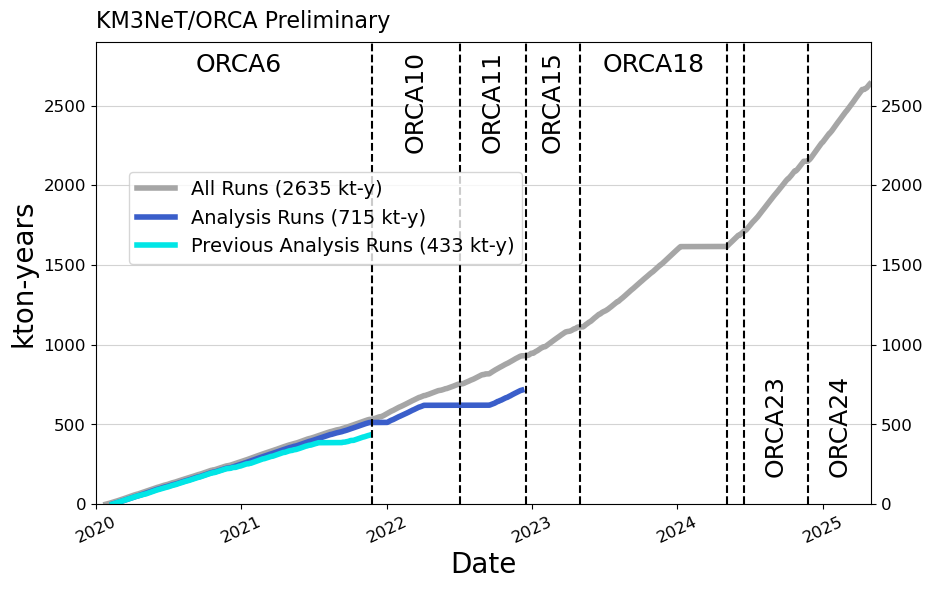 KM3NeT/ORCA Preliminary
ORCA6
ORCA10
ORCA11
ORCA15
ORCA18
ORCA23
ORCA24
All Runs (2635 kt-y)
Analysis Runs (715 kt-y)
Previous Analysis Runs (433 kt-y)
kton-years
2500
2000
1500
1000
500
0
2500
2000
1500
1000
500
0
2020
2021
2022
2023
2024
2025
Date